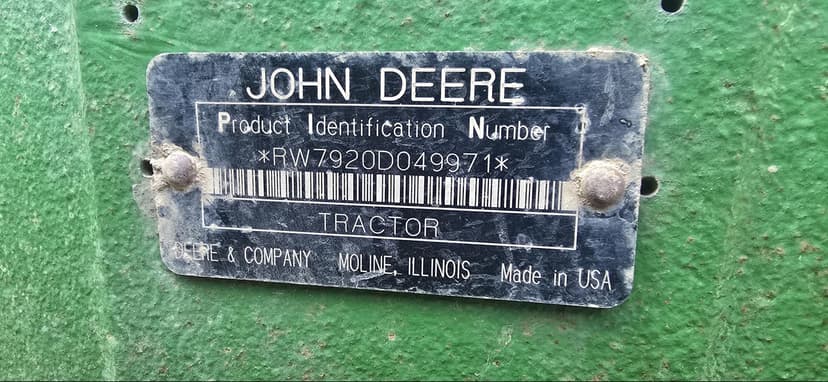 JOHN DEERE
Product Identification Number
*RW7920D049971*
TRACTOR
DEERE & COMPANY MOLINE, ILLINOIS Made in USA